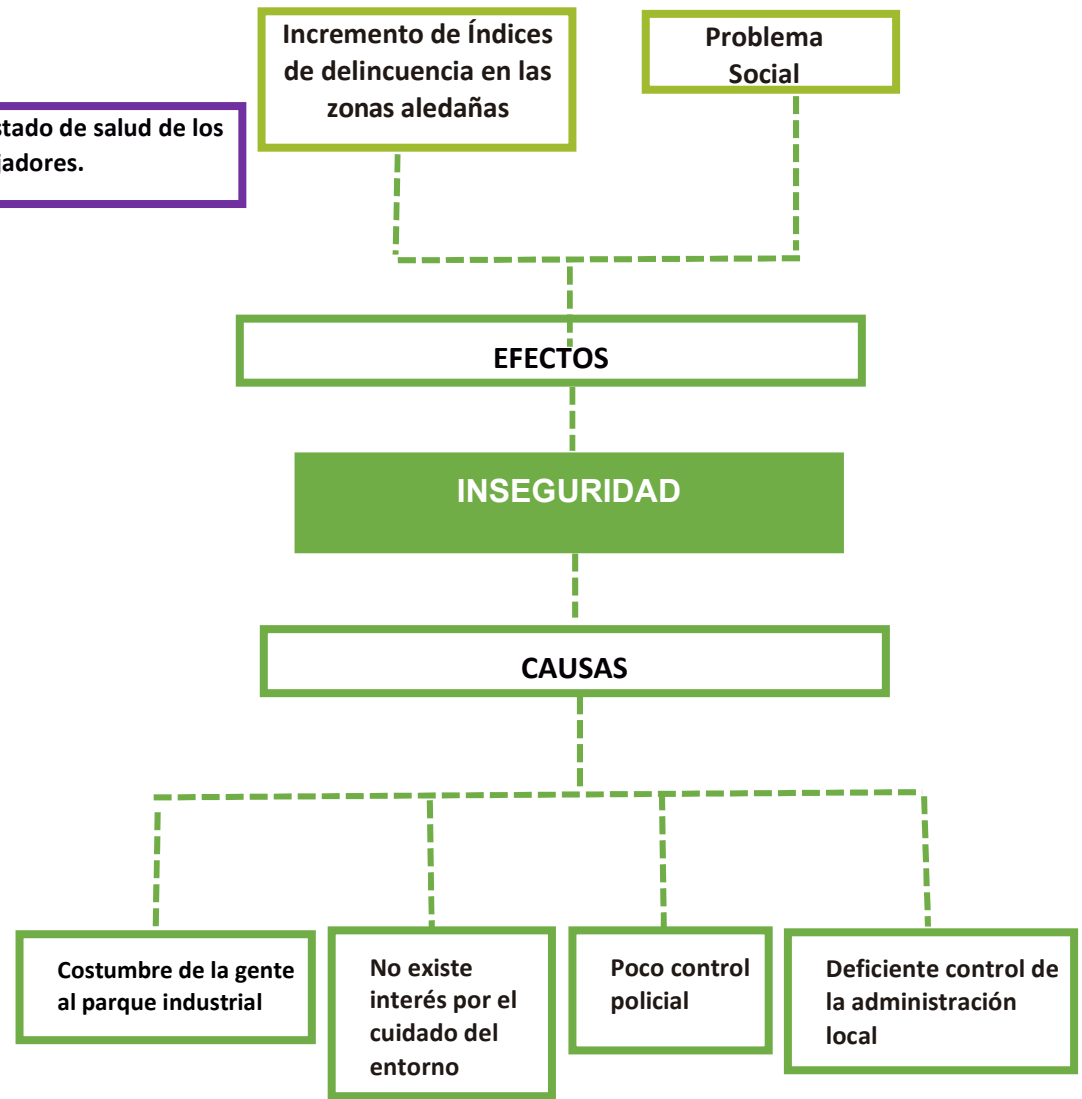 Incremento de Índices
de delincuencia en las
zonas aledañas
Problema
Social
stado de salud de los
jadores.
EFECTOS
INSEGURIDAD
CAUSAS
Costumbre de la gente
al parque industrial
No existe
interés por el
cuidado del
entorno
Poco control
policial
Deficiente control de
la administración
local